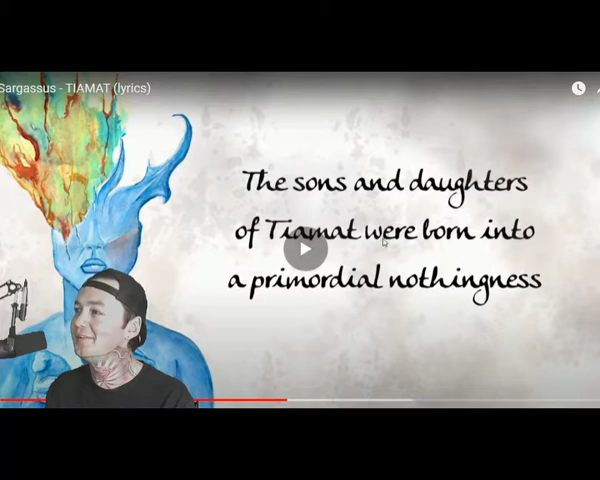 Sargassus - TIAMAT (lyrics)
The sons and daughters
of Tiamat were born into
a primordial nothingness